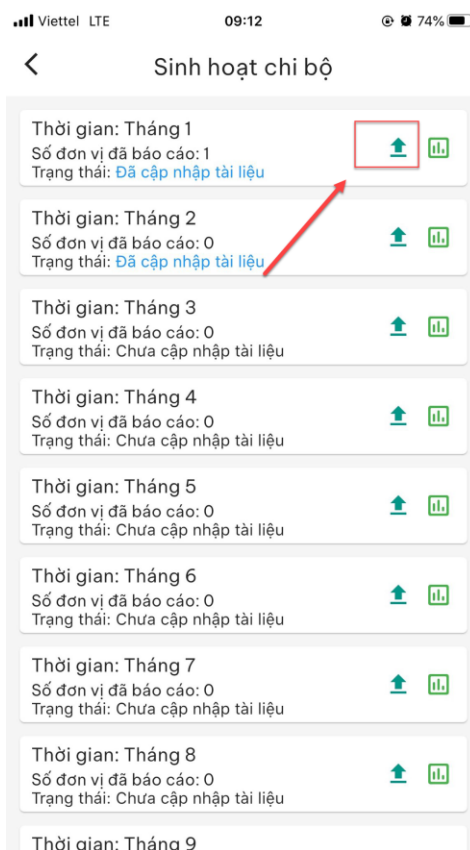 Viettel LTE 09:12 74%
Sinh hoạt chi bộ
Thời gian: Tháng 1
Số đơn vị đã báo cáo: 1
Trạng thái: Đã cập nhập tài liệu
Thời gian: Tháng 2
Số đơn vị đã báo cáo: 0
Trạng thái: Đã cập nhập tài liệu
Thời gian: Tháng 3
Số đơn vị đã báo cáo: 0
Trạng thái: Chưa cập nhập tài liệu
Thời gian: Tháng 4
Số đơn vị đã báo cáo: 0
Trạng thái: Chưa cập nhập tài liệu
Thời gian: Tháng 5
Số đơn vị đã báo cáo: 0
Trạng thái: Chưa cập nhập tài liệu
Thời gian: Tháng 6
Số đơn vị đã báo cáo: 0
Trạng thái: Chưa cập nhập tài liệu
Thời gian: Tháng 7
Số đơn vị đã báo cáo: 0
Trạng thái: Chưa cập nhập tài liệu
Thời gian: Tháng 8
Số đơn vị đã báo cáo: 0
Trạng thái: Chưa cập nhập tài liệu
Thời gian: Tháng 9